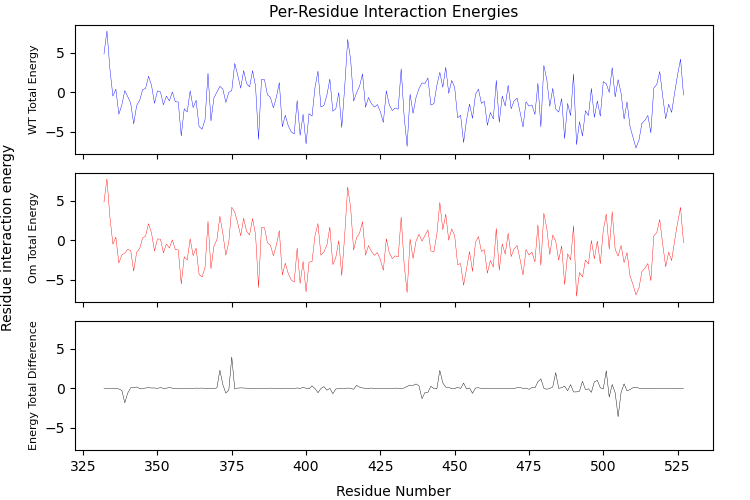 Per-Residue Interaction Energies
Residue interaction energy
WT Total Energy
5
0
−5
Om Total Energy
5
0
−5
Energy Total Difference
5
0
−5
325 350 375 400 425 450 475 500 525
Residue Number